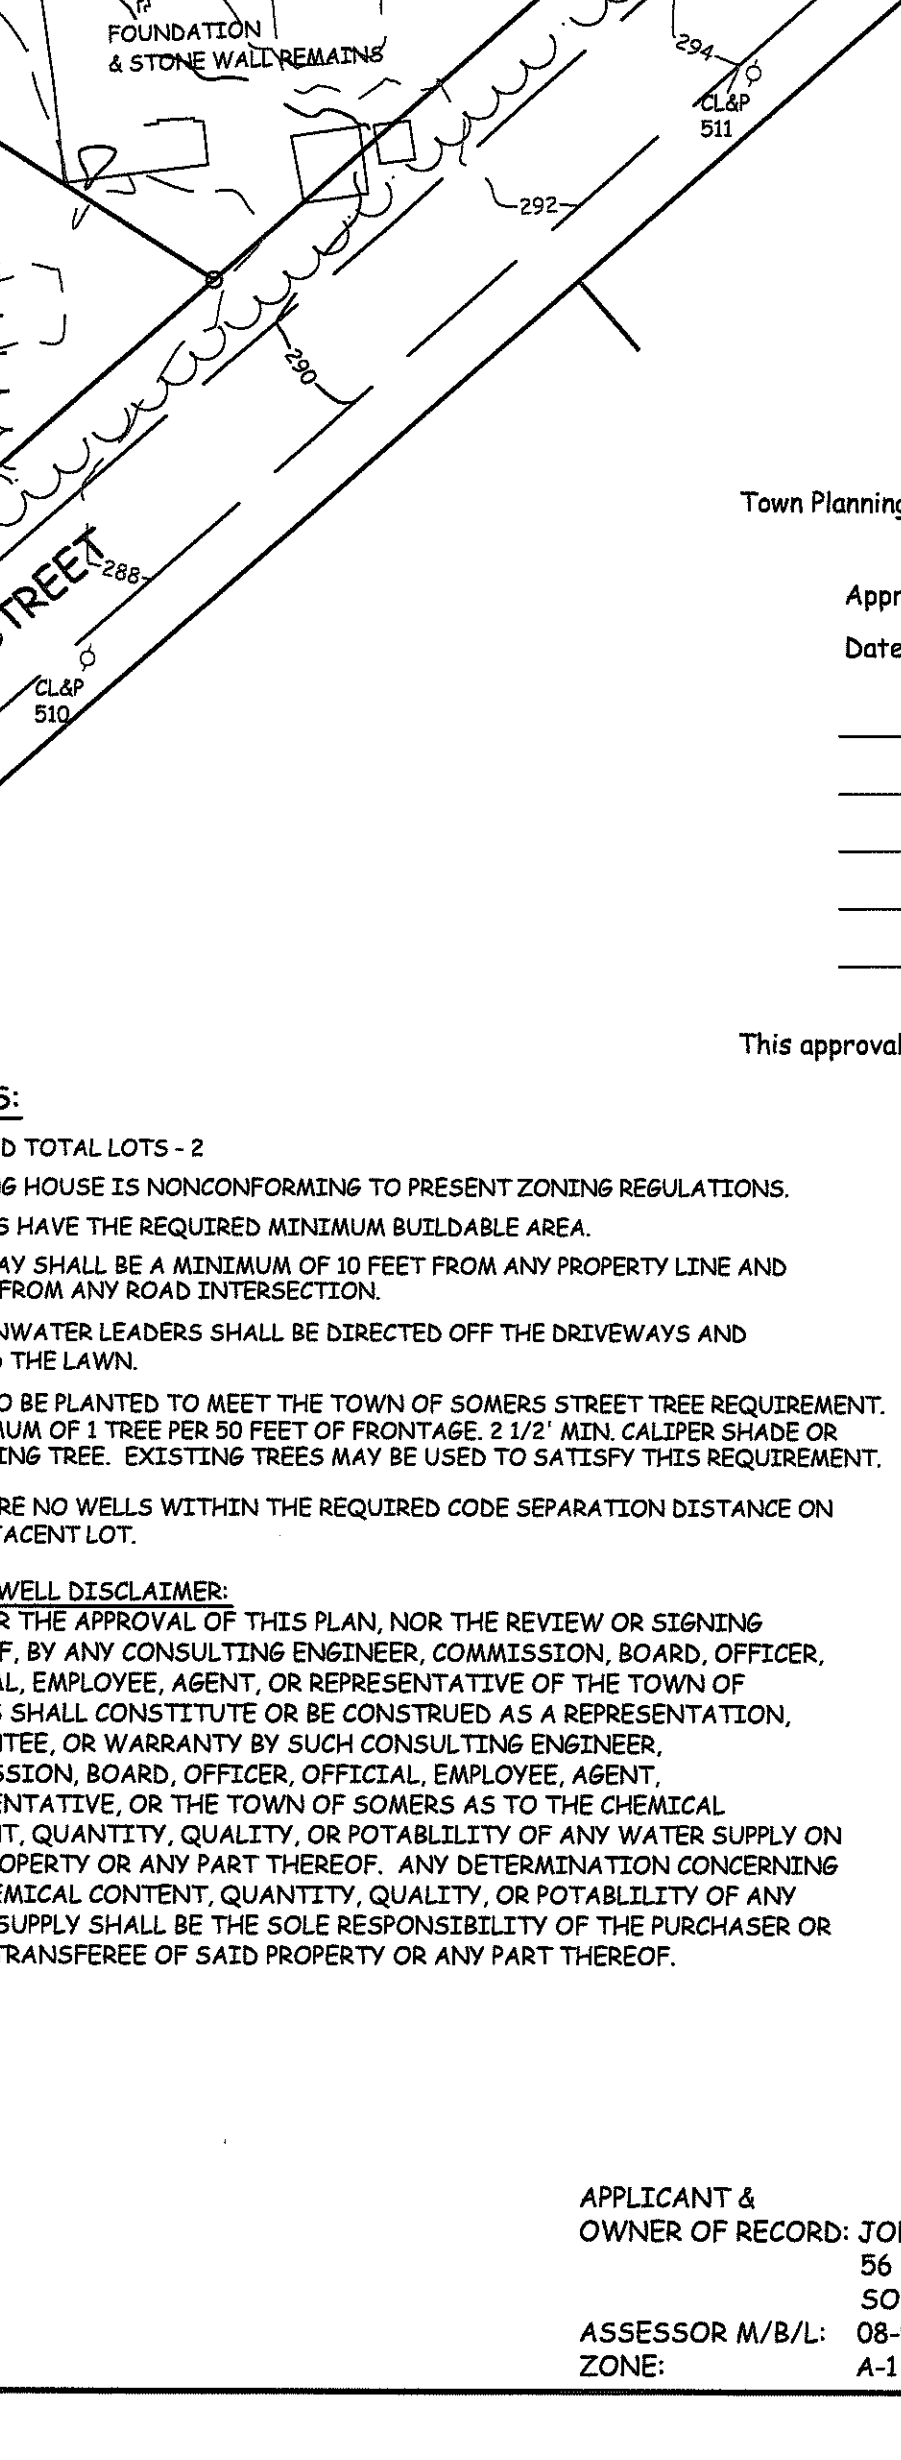 FOUNDATION
& STONE WALL REMAINS
294
CL&P
511
292
290
288
STREET
CL&P
510
Town Planning
Appr
Date
This approval
S:
D TOTAL LOTS - 2
G HOUSE IS NONCONFORMING TO PRESENT ZONING REGULATIONS.
S HAVE THE REQUIRED MINIMUM BUILDABLE AREA.
AY SHALL BE A MINIMUM OF 10 FEET FROM ANY PROPERTY LINE AND
FROM ANY ROAD INTERSECTION.
NWATER LEADERS SHALL BE DIRECTED OFF THE DRIVEWAYS AND
O THE LAWN.
O BE PLANTED TO MEET THE TOWN OF SOMERS STREET TREE REQUIREMENT.
UM OF 1 TREE PER 50 FEET OF FRONTAGE. 2 1/2' MIN. CALIPER SHADE OR
ING TREE. EXISTING TREES MAY BE USED TO SATISFY THIS REQUIREMENT.
RE NO WELLS WITHIN THE REQUIRED CODE SEPARATION DISTANCE ON
ACENT LOT.
WELL DISCLAIMER:
R THE APPROVAL OF THIS PLAN, NOR THE REVIEW OR SIGNING
F, BY ANY CONSULTING ENGINEER, COMMISSION, BOARD, OFFICER,
AL, EMPLOYEE, AGENT, OR REPRESENTATIVE OF THE TOWN OF
S SHALL CONSTITUTE OR BE CONSTRUED AS A REPRESENTATION,
TEE, OR WARRANTY BY SUCH CONSULTING ENGINEER,
SSION, BOARD, OFFICER, OFFICIAL, EMPLOYEE, AGENT,
ENTATIVE, OR THE TOWN OF SOMERS AS TO THE CHEMICAL
T, QUANTITY, QUALITY, OR POTABLILITY OF ANY WATER SUPPLY ON
OPERTY OR ANY PART THEREOF. ANY DETERMINATION CONCERNING
EMICAL CONTENT, QUANTITY, QUALITY, OR POTABLILITY OF ANY
SUPPLY SHALL BE THE SOLE RESPONSIBILITY OF THE PURCHASER OR
TRANSFEREE OF SAID PROPERTY OR ANY PART THEREOF.
APPLICANT &
OWNER OF RECORD: JO
56
SO
ASSESSOR M/B/L: 08-
ZONE: A-1